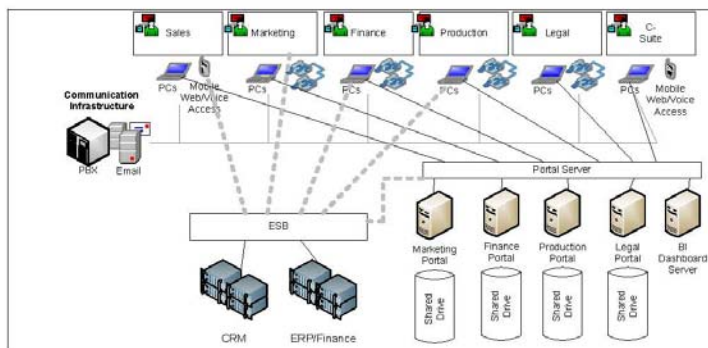 Sales
Marketing
Finance
Production
Legal
C-
Suite
PCs
Mobile
Web/Voice
Access
PCs
PCs
PCs
PCs
PCs
Mobile
Web/Voice
Access
Communication
Infrastructure
PBX
Email
Portal Server
ESB
Marketing
Portal
Finance
Portal
Production
Portal
Legal
Portal
BI
Dashboard
Server
Shared
Drive
Shared
Drive
Shared
Drive
Shared
Drive
CRM
ERP/Finance